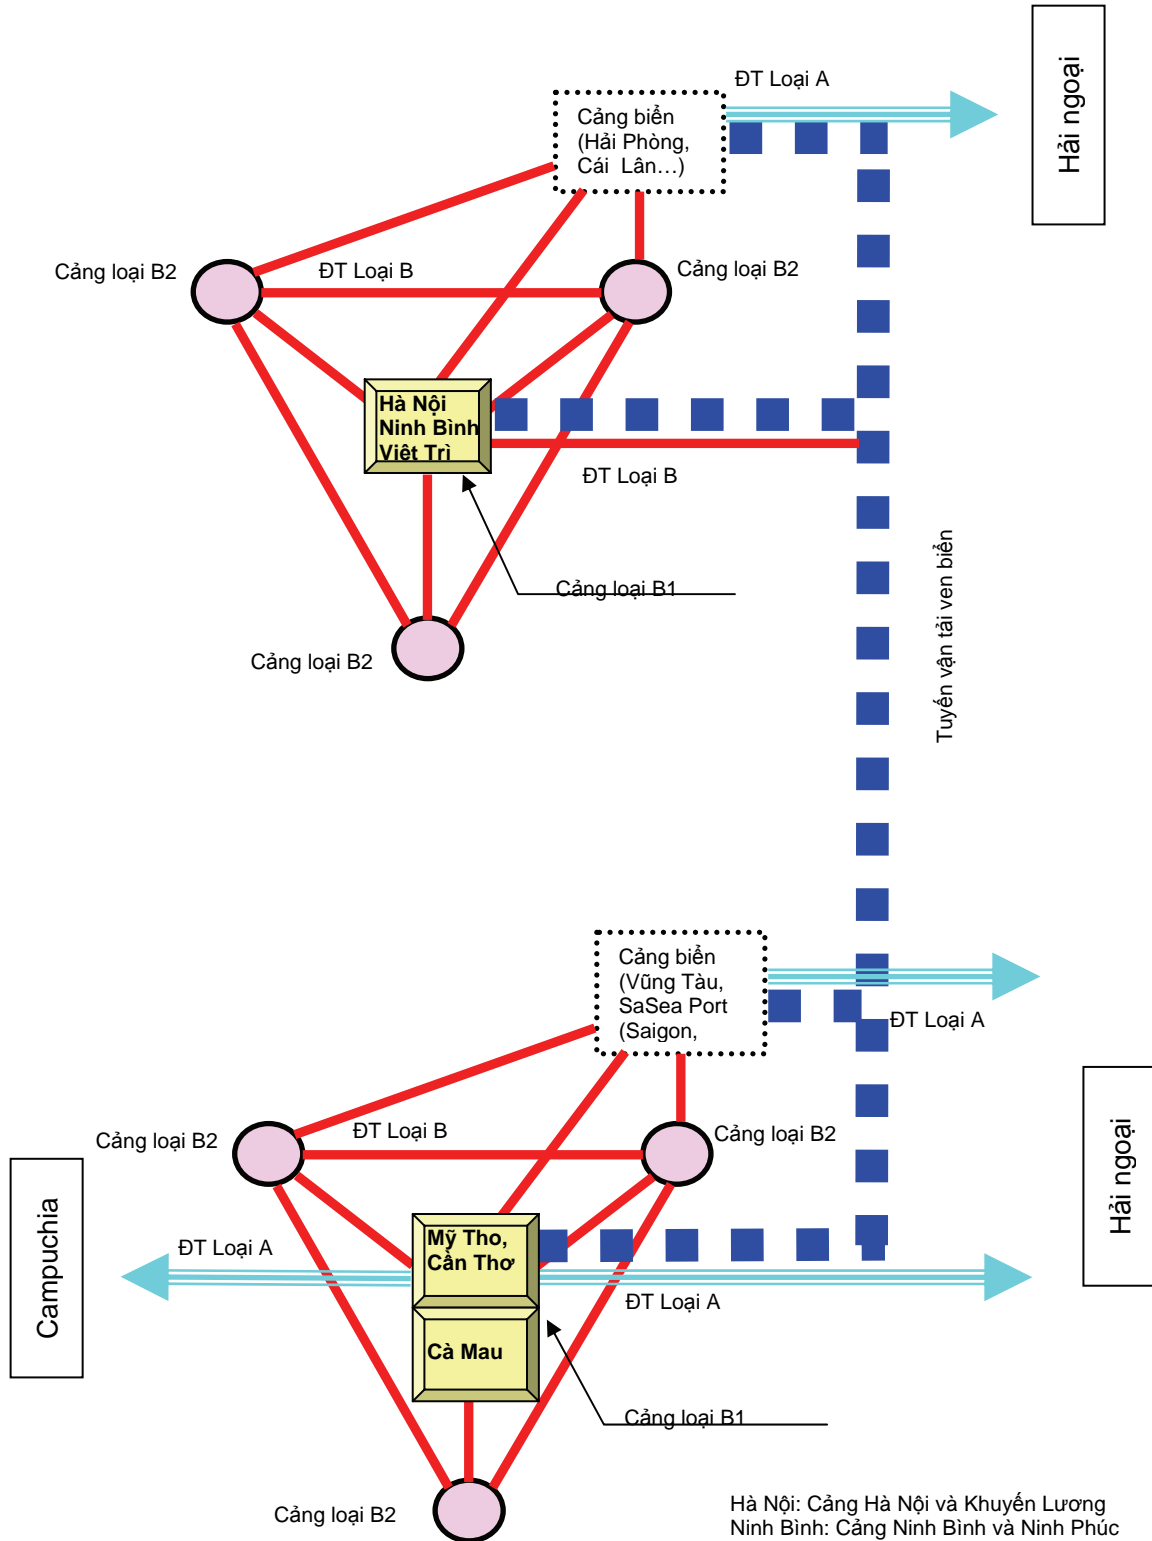 Hải ngoại
ĐT Loại A
Cảng biển
(Hải Phòng,
Cái Lân…)
Cảng loại B2
ĐT Loại B
Cảng loại B2
Hà Nội
Ninh Bình
Việt Trì
ĐT Loại B
Cảng loại B1
Cảng loại B2
Tuyến vận tải ven biển
Cảng biển
(Vũng Tàu,
SaSea Port
(Saigon,
ĐT Loại A
Cảng loại B2
ĐT Loại B
Cảng loại B2
Hải ngoại
Campuchia
ĐT Loại A
Mỹ Tho,
Cần Thơ
ĐT Loại A
Cà Mau
Cảng loại B1
Cảng loại B2
Hà Nội: Cảng Hà Nội và Khuyến Lương
Ninh Bình: Cảng Ninh Bình và Ninh Phúc